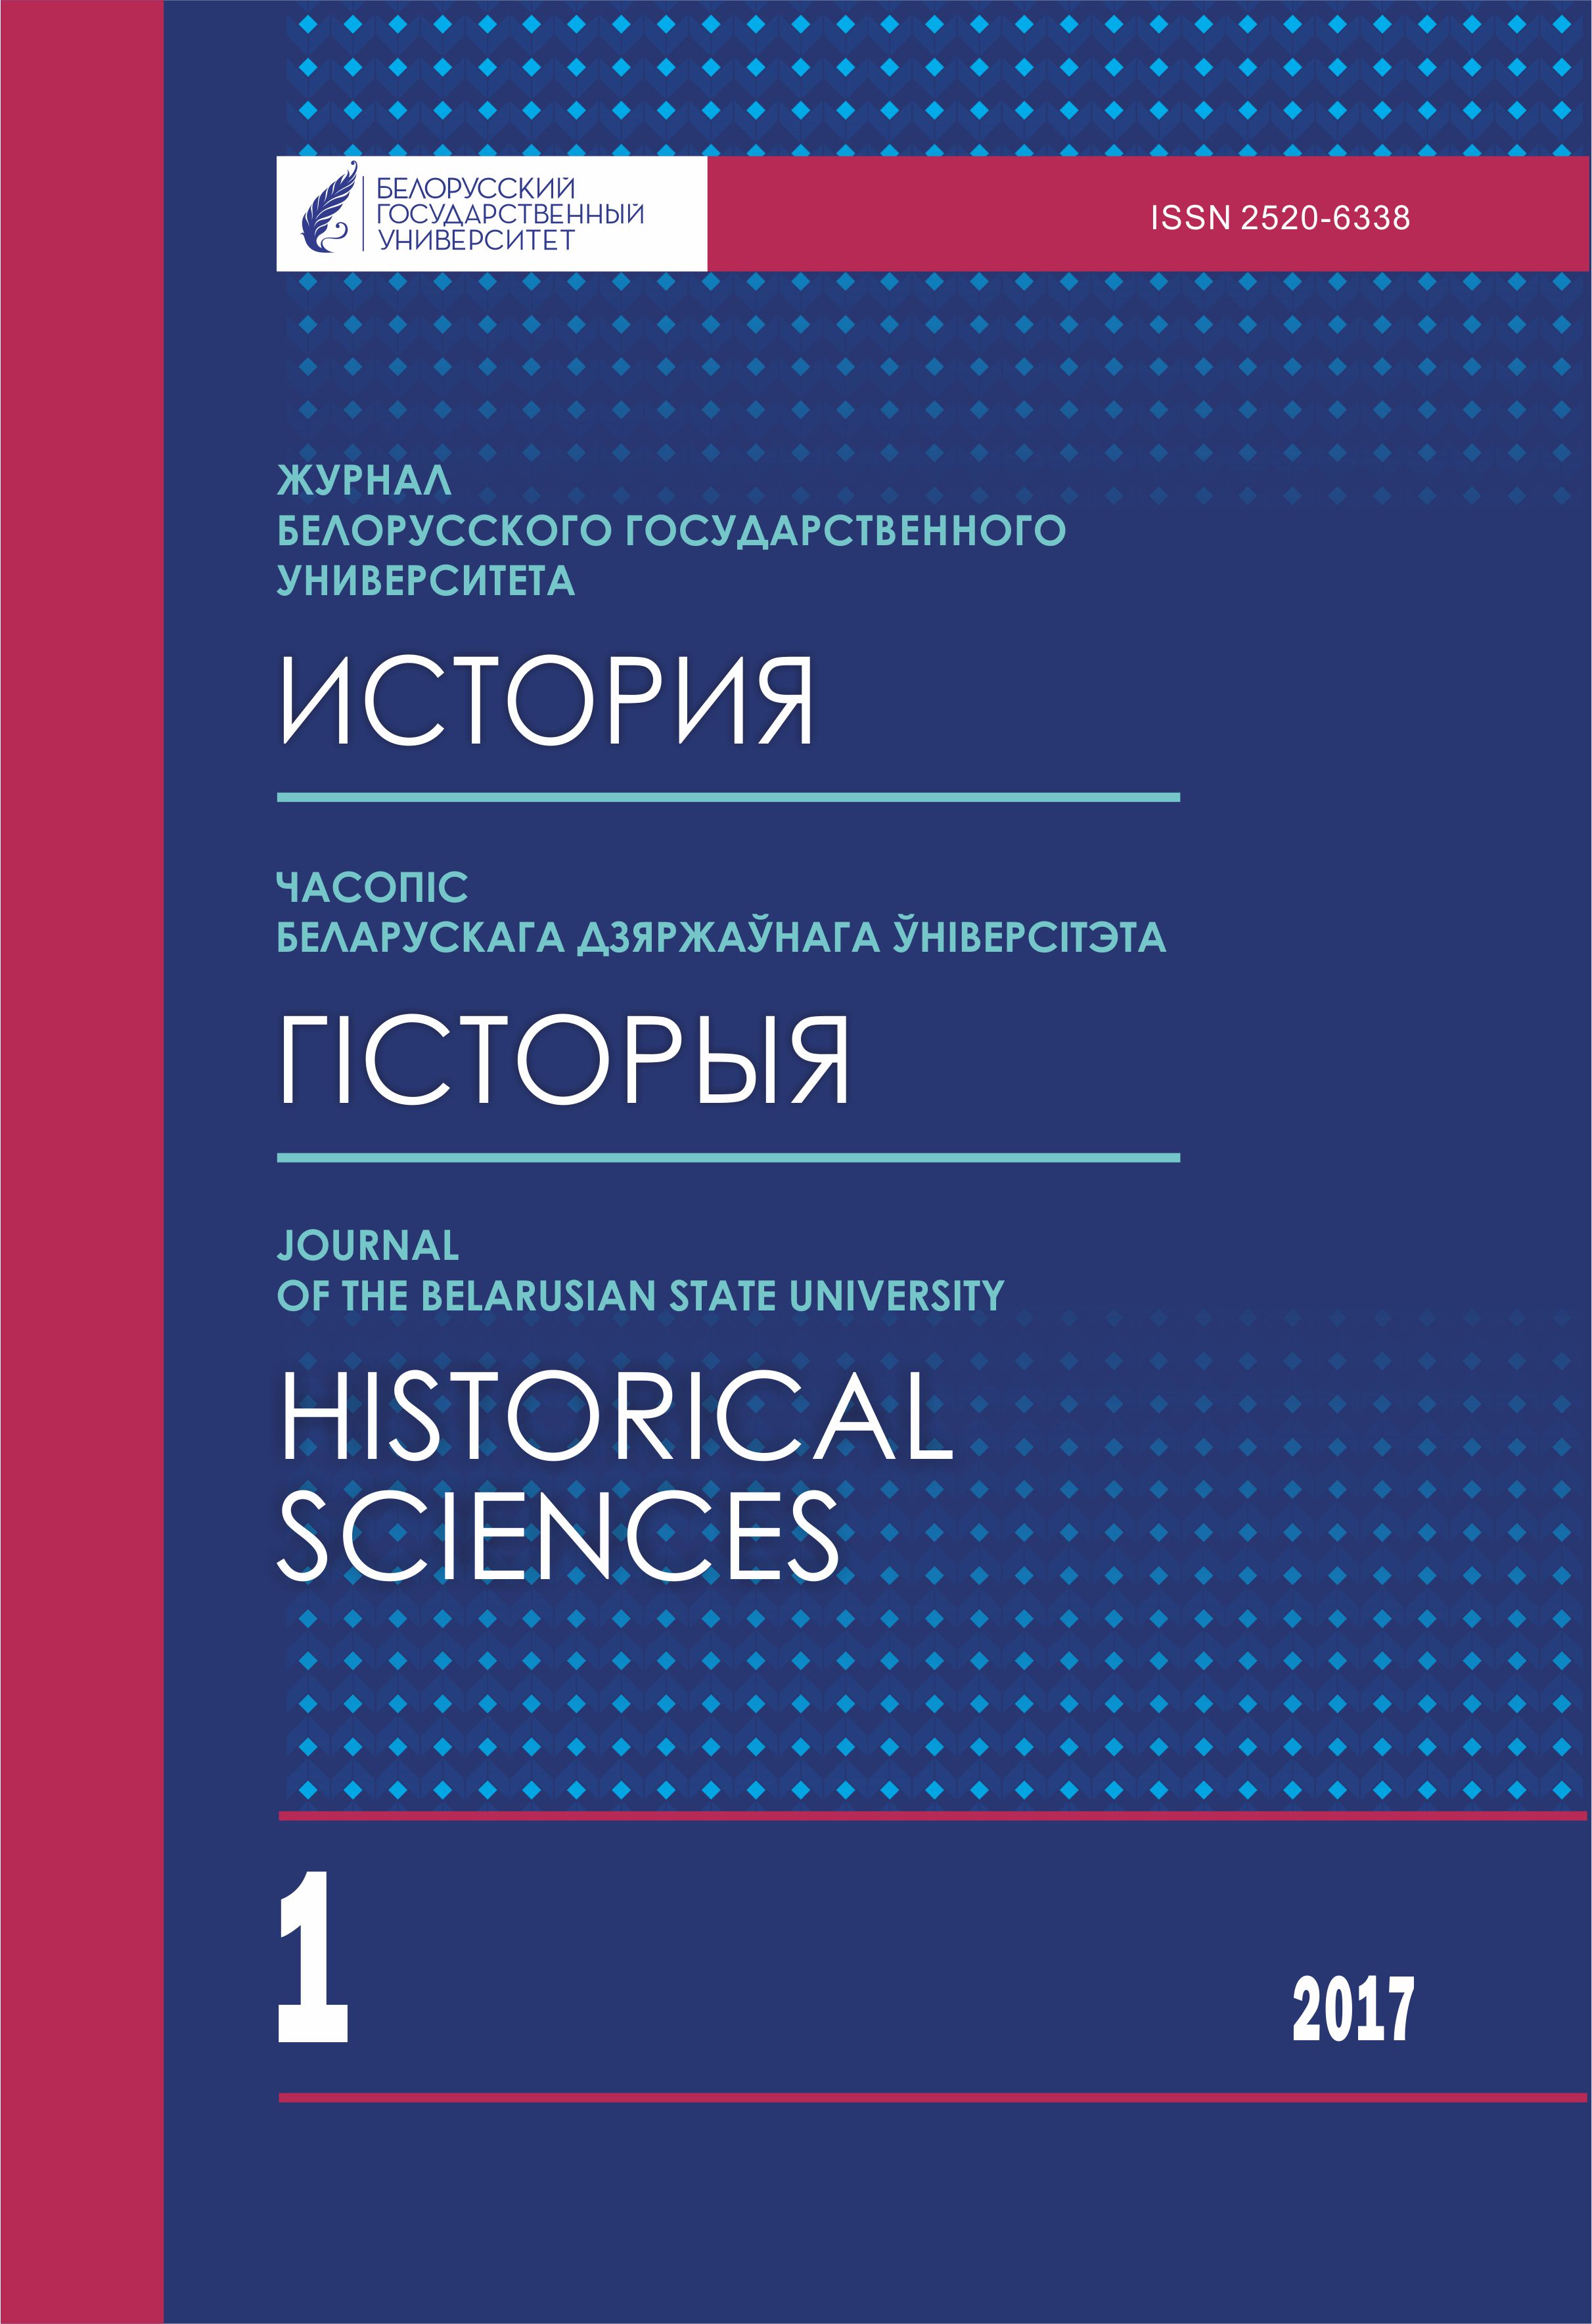 БЕЛОРУССКИЙ
ГОСУДАРСТВЕННЫЙ
УНИВЕРСИТЕТ
ISSN 2520-6338
ЖУРНАЛ
БЕЛОРУССКОГО ГОСУДАРСТВЕННОГО
УНИВЕРСИТЕТА
ИСТОРИЯ
ЧАСОПІС
БЕЛАРУСКАГА ДЗЯРЖАЎНАГА ЎНІВЕРСІТЭТА
ГІСТОРЫЯ
JOURNAL
OF THE BELARUSIAN STATE UNIVERSITY
HISTORICAL
SCIENCES
1
2017